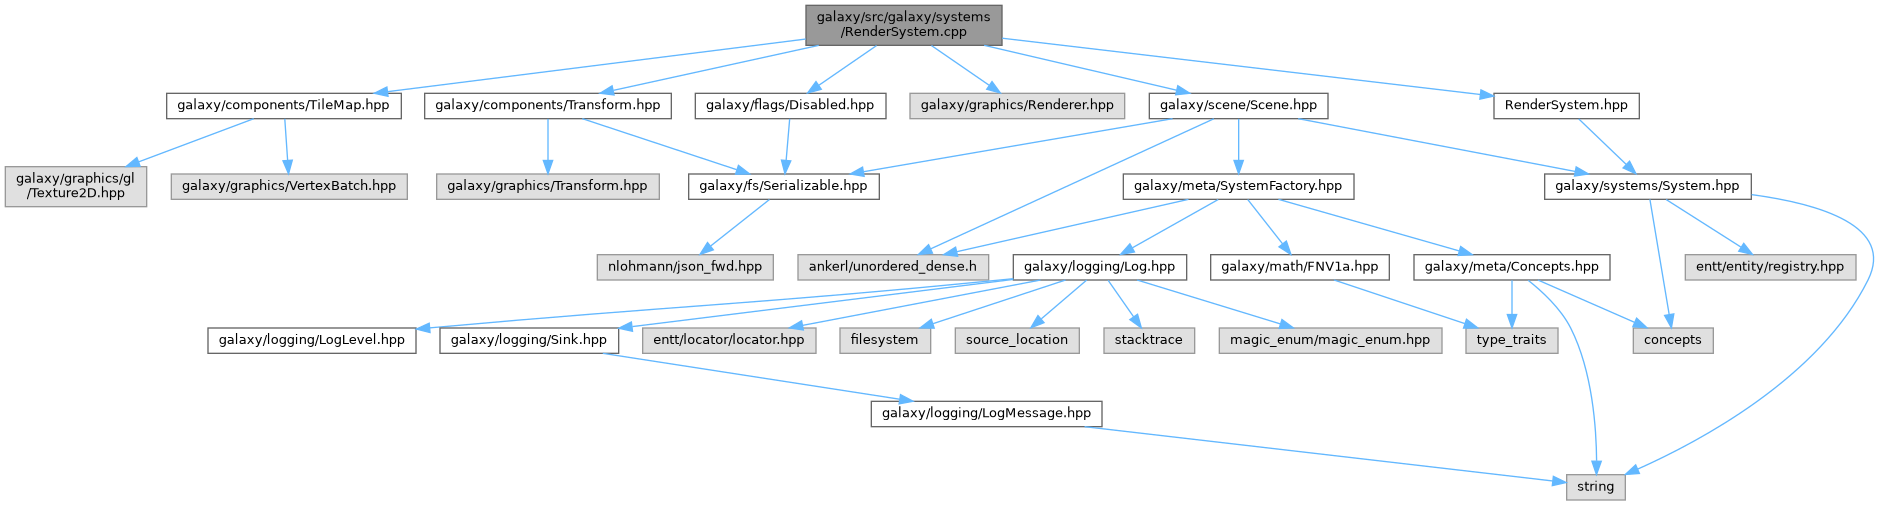 galaxy/src/galaxy/systems
/RenderSystem.cpp
galaxy/components/TileMap.hpp
galaxy/components/Transform.hpp
galaxy/flags/Disabled.hpp
galaxy/graphics/Renderer.hpp
galaxy/scene/Scene.hpp
RenderSystem.hpp
galaxy/graphics/gl
/Texture2D.hpp
galaxy/graphics/VertexBatch.hpp
galaxy/graphics/Transform.hpp
galaxy/fs/Serializable.hpp
galaxy/meta/SystemFactory.hpp
galaxy/systems/System.hpp
nlohmann/json_fwd.hpp
ankerl/unordered_dense.h
galaxy/logging/Log.hpp
galaxy/math/FNV1a.hpp
galaxy/meta/Concepts.hpp
entt/entity/registry.hpp
galaxy/logging/LogLevel.hpp
galaxy/logging/Sink.hpp
entt/locator/locator.hpp
filesystem
source_location
stacktrace
magic_enum/magic_enum.hpp
type_traits
concepts
galaxy/logging/LogMessage.hpp
string